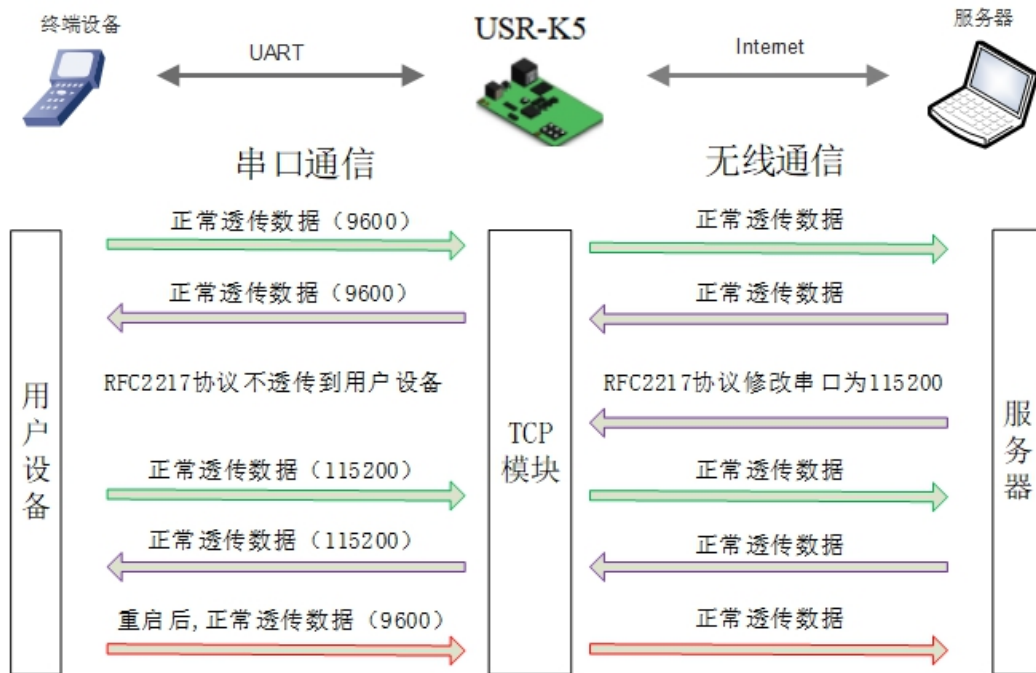 终端设备
USR-K5
服务器
UART
Internet
串口通信
无线通信
正常透传数据（9600）
正常透传数据
正常透传数据（9600）
正常透传数据
RFC2217协议不透传到用户设备
RFC2217协议修改串口为115200
用户设备
TCP
模块
服务器
正常透传数据（115200）
正常透传数据
正常透传数据（115200）
正常透传数据
重启后,正常透传数据（9600）
正常透传数据